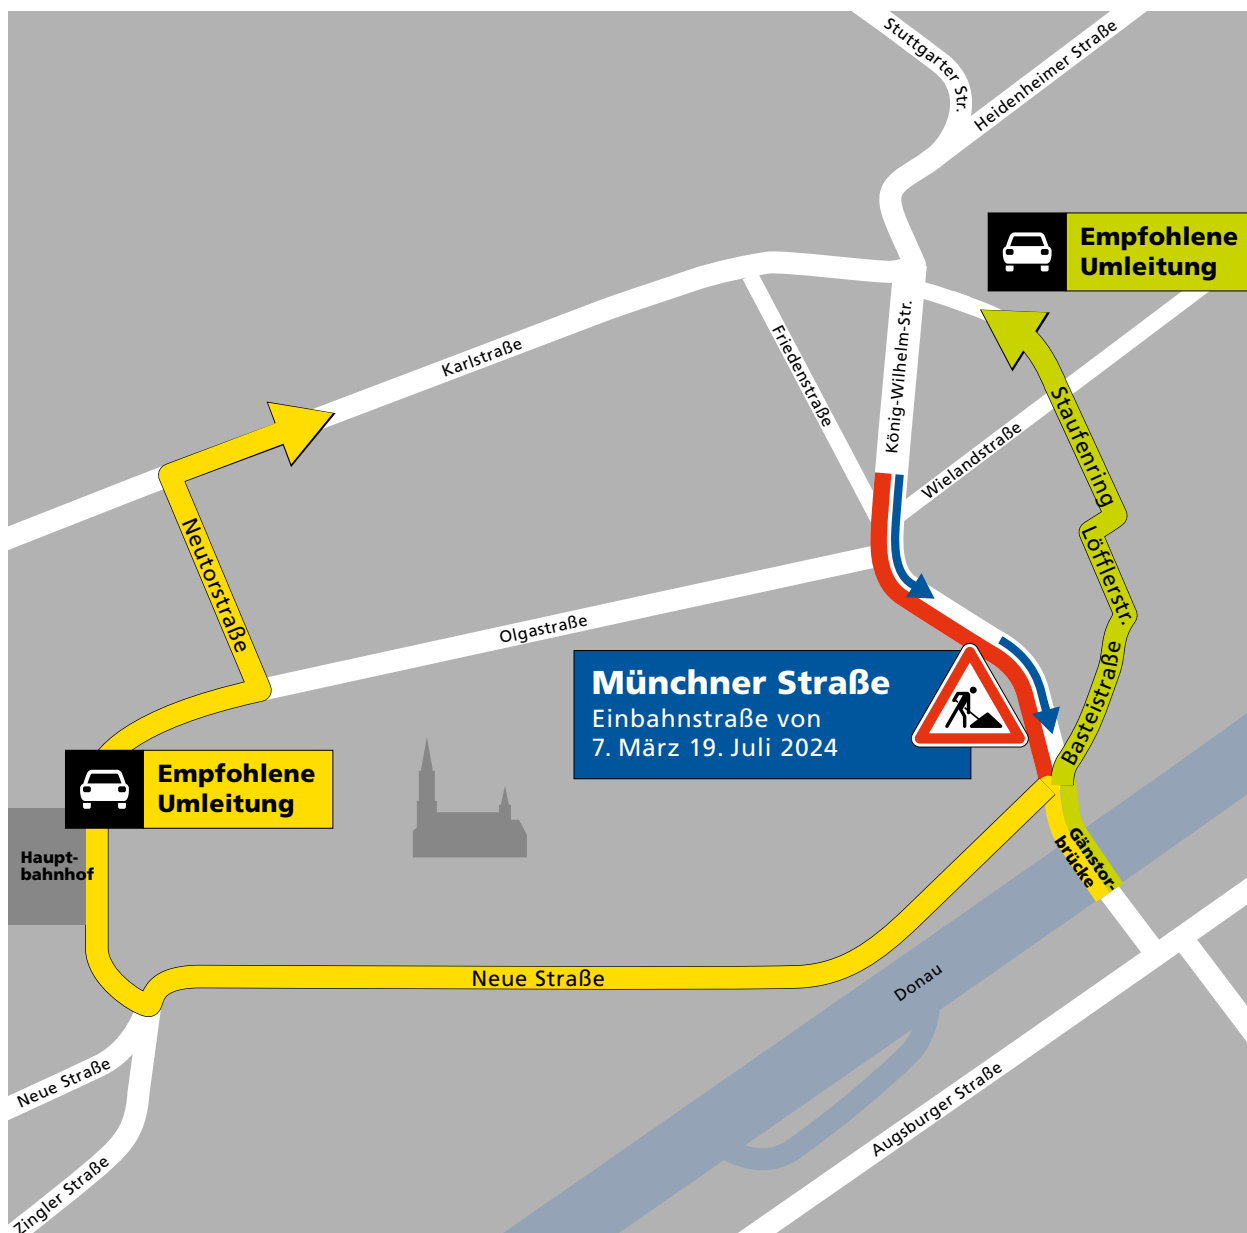 Stuttgarter Str.
Heidenheimer Straße
Empfohlene
Umleitung
König-Wilhelm-Str.
Friedenstraße
Karlstraße
Staufenring
Wielandstraße
Neutorstraße
Löfflerstr.
Olgastraße
Münchner Straße
Einbahnstraße von
7. März 19. Juli 2024
Basteistraße
Empfohlene
Umleitung
Haupt-
bahnhof
Gänstor-
brücke
Neue Straße
Donau
Neue Straße
Augsburger Straße
Zingler Straße